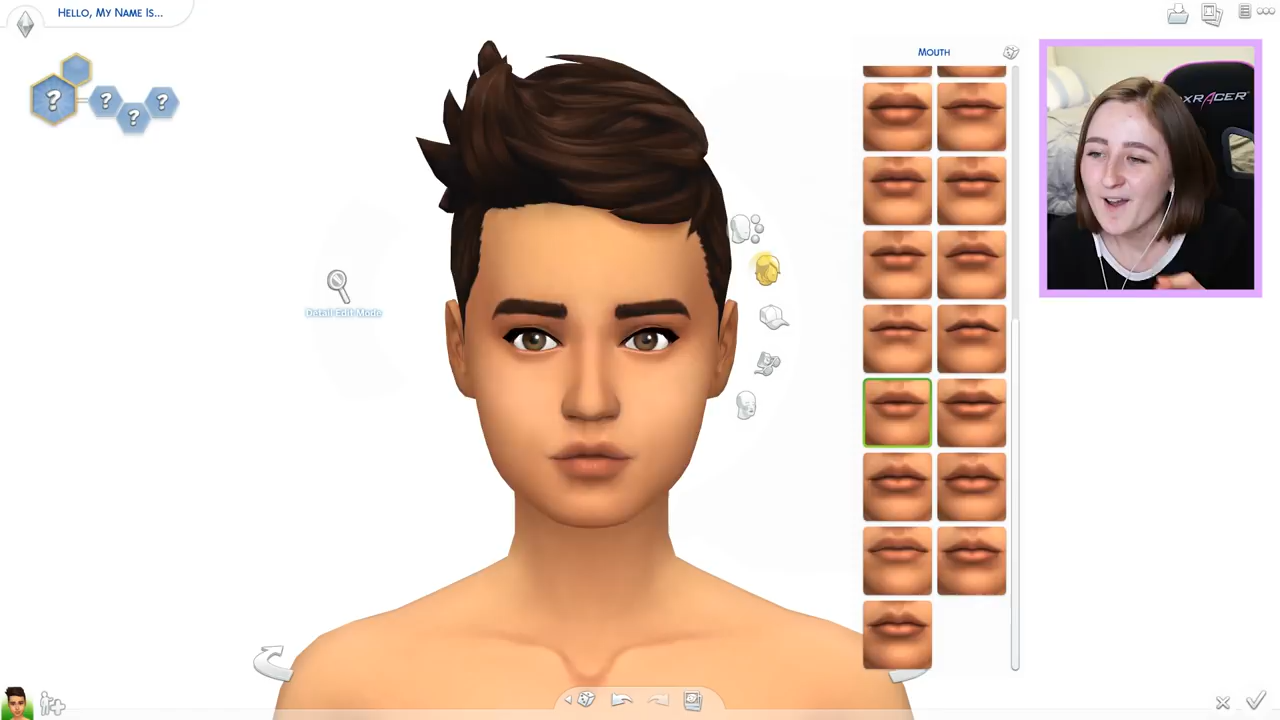 Hello, My Name Is...
Mouth
XRACER
Detail Edit Mode
?
?
?
?